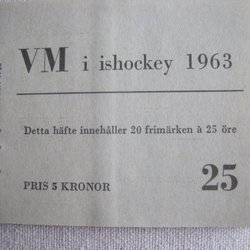 VM i ishockey 1963
Detta häfte innehåller 20 frimärken à 25 öre
PRIS 5 KRONOR 25